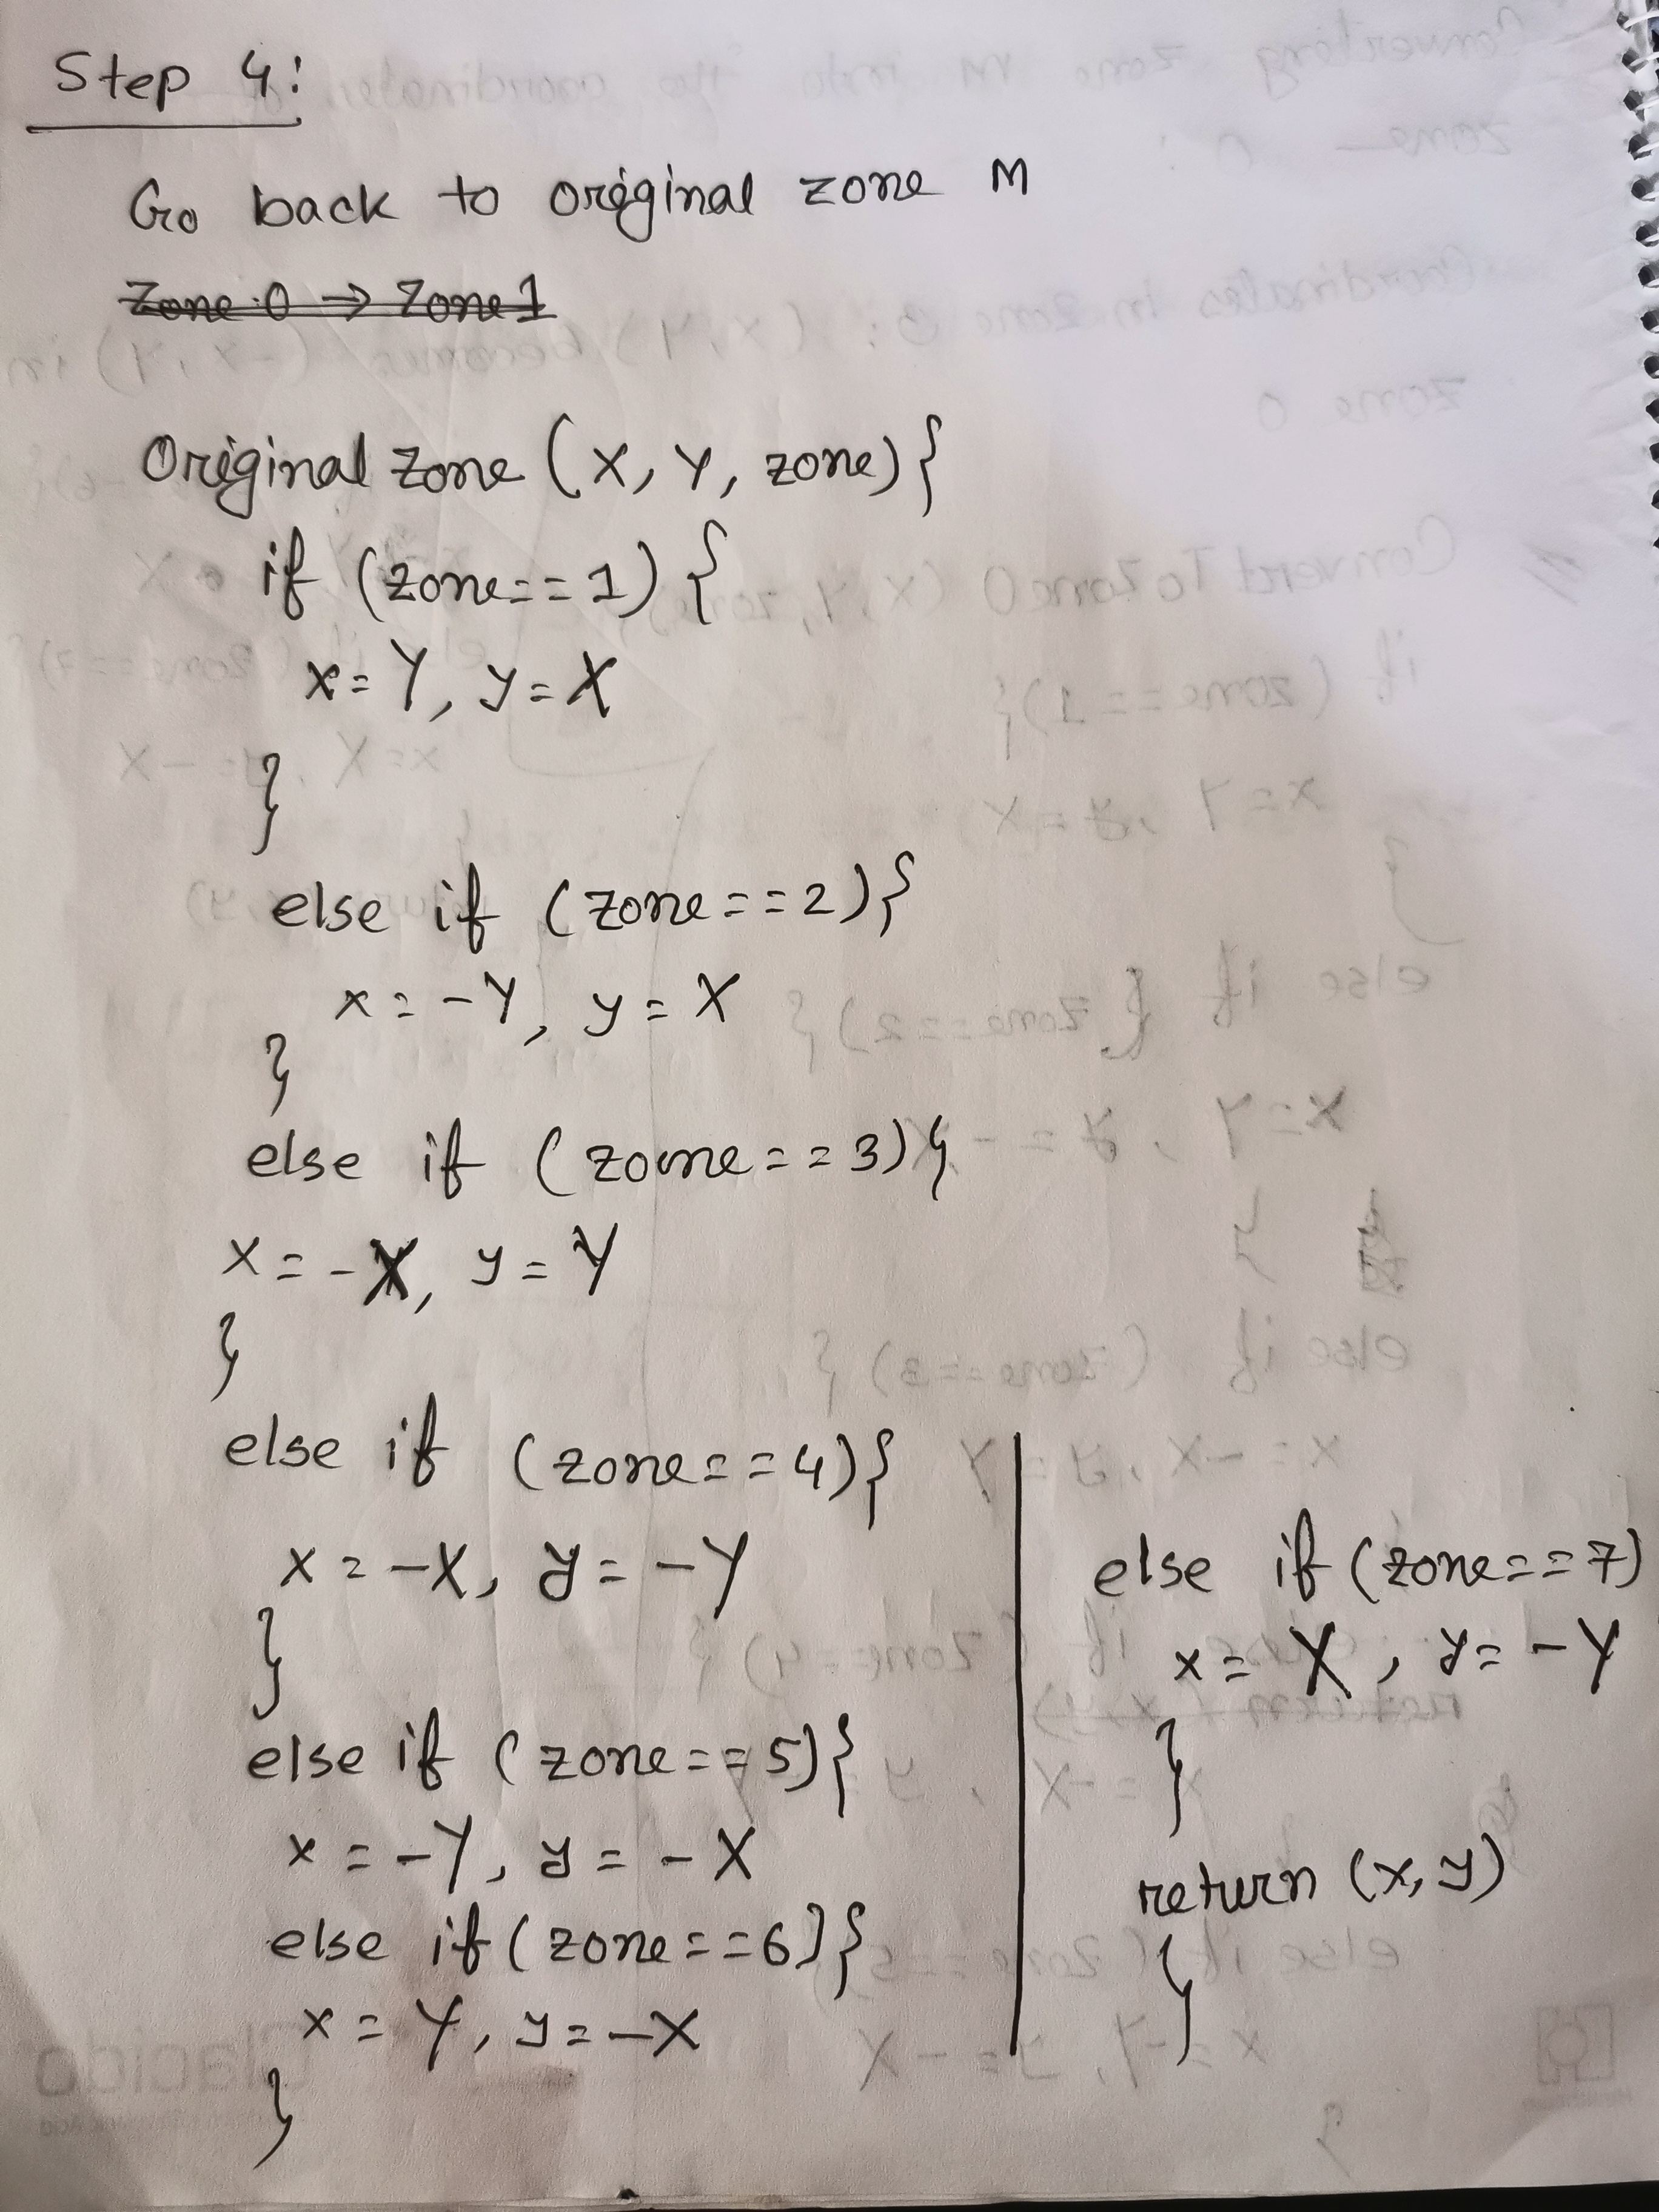 Step 4:
Go back to original zone M
Zone 0 → Zone 1
Original Zone (X, Y, zone){
if (zone==1){
x=Y, y=X
}
else if (zone==2){
x=-Y, y=X
}
else if (zone==3){
x=-X, y=Y
}
else if (zone==4){
x=-X, y=-Y
}
else if (zone==5){
x=-Y, y=-X
else if (zone==6){
x=Y, y=-X
}
else if (zone==7)
x=X, y=-Y
}
return (x,y)
}